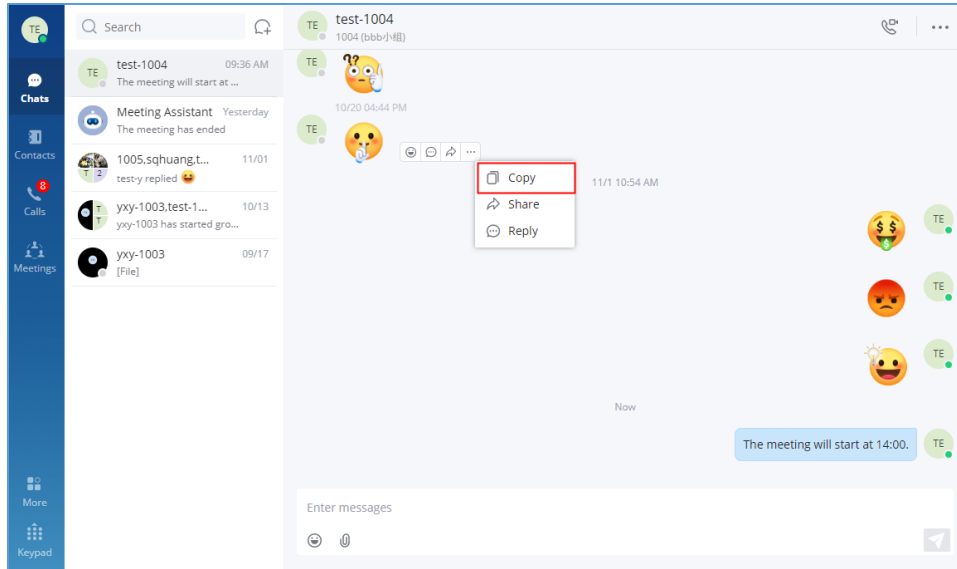 TE
Chats
Contacts
8
Calls
Meetings
More
Keypad
Search
TE
test-1004 09:36 AM
The meeting will start at ...
Meeting Assistant Yesterday
The meeting has ended
T 2
1005,sqhuang,t... 11/01
test-y replied
T
T
yxy-1003,test-1... 10/13
yxy-1003 has started gro...
yxy-1003 09/17
[File]
TE
test-1004
1004 (bbb小组)
TE
??
10/20 04:44 PM
TE
Copy
Share
Reply
11/1 10:54 AM
$ $
$
TE
TE
TE
Now
The meeting will start at 14:00.
TE
Enter messages